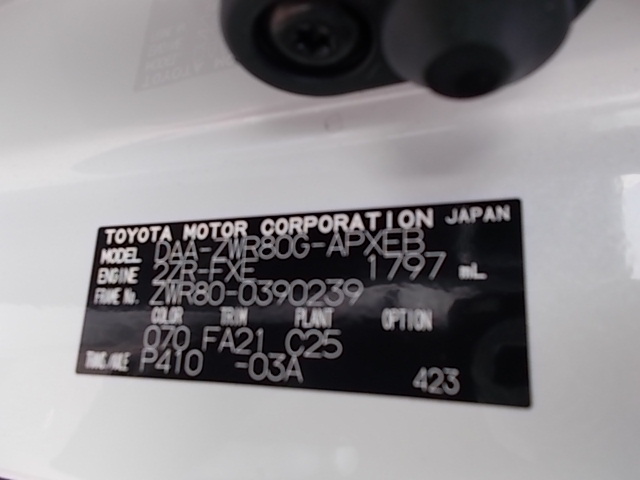 TOYOTA MOTOR CORPORATION JAPAN
MODEL DAA-ZWR80G-APXEB
ENGINE 2ZR-FXE 1797 mL
FRAME No. ZWR80-0390239
COLOR TRIM PLANT OPTION
070 FA21 C25
TRANS/AXLE P410 -03A
423